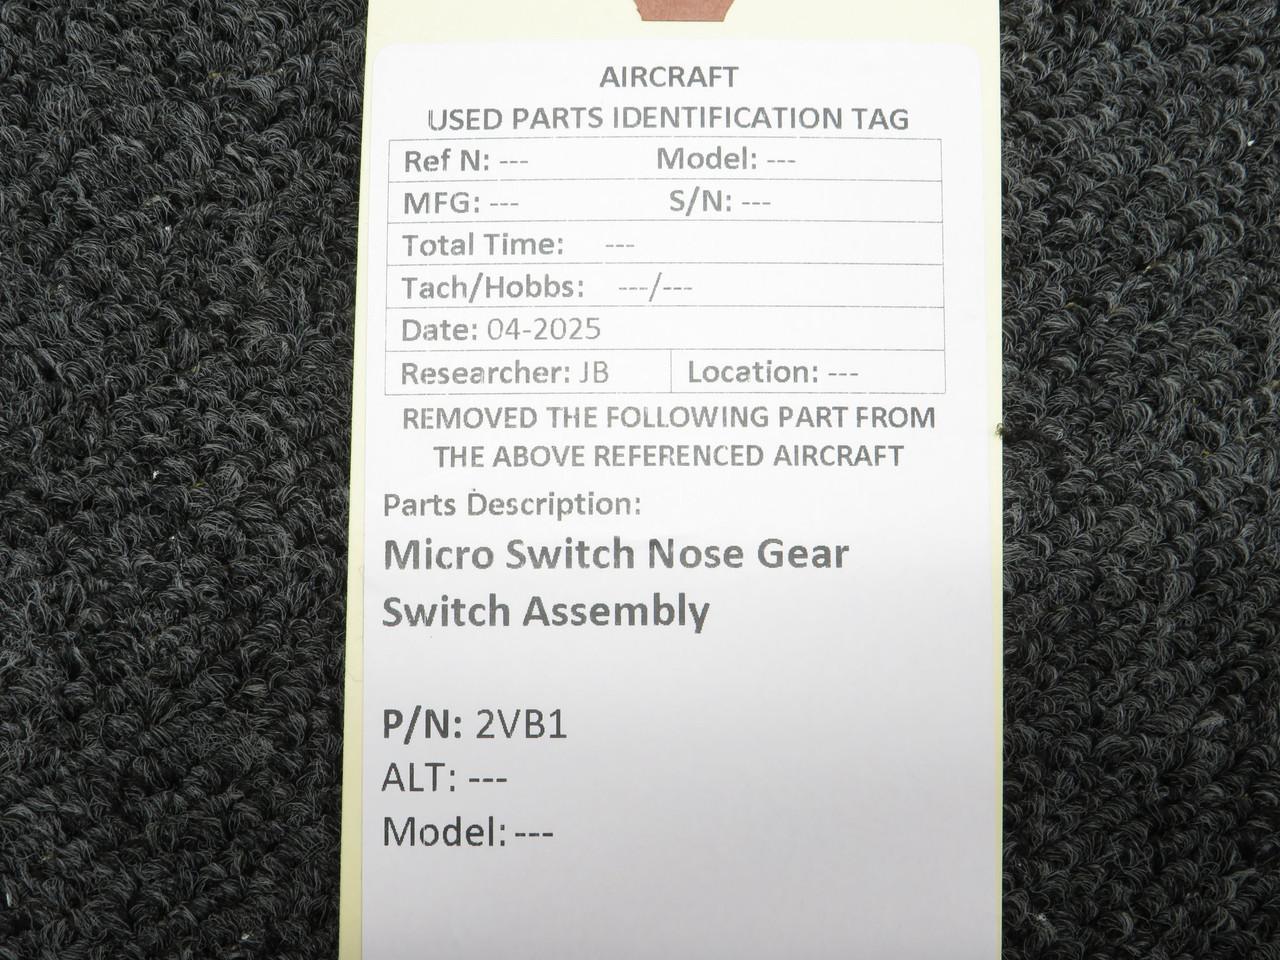 AIRCRAFT
USED PARTS IDENTIFICATION TAG
Ref N: --- Model: ---
MFG: --- S/N: ---
Total Time: ---
Tach/Hobbs: ---/---
Date: 04-2025
Researcher: JB Location: ---
REMOVED THE FOLLOWING PART FROM
THE ABOVE REFERENCED AIRCRAFT
Parts Description:
Micro Switch Nose Gear
Switch Assembly
P/N: 2VB1
ALT: ---
Model: ---